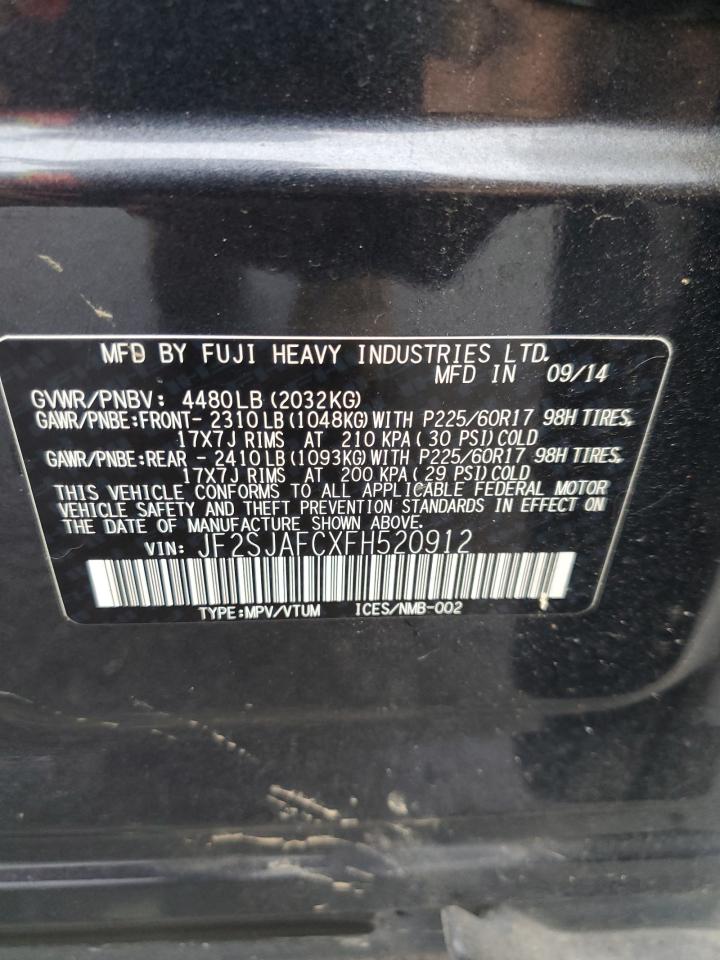 MFD BY FUJI HEAVY INDUSTRIES LTD.
MFD IN 09/14
GVWR/PNBV: 4480LB(2032KG)
GAWR/PNBE:FRONT- 2310LB(1048KG)WITH P225/60R17 98H TIRES,
17X7J RIMS AT 210 KPA(30 PSI)COLD
GAWR/PNBE:REAR - 2410LB(1093KG)WITH P225/60R17 98H TIRES,
17X7J RIMS AT 200 KPA(29 PSI)COLD
THIS VEHICLE CONFORMS TO ALL APPLICABLE FEDERAL MOTOR
VEHICLE SAFETY AND THEFT PREVENTION STANDARDS IN EFFECT ON
THE DATE OF MANUFACTURE SHOWN ABOVE.
VIN: JF2SJAFCXFH520912
TYPE:MPV/VTUM ICES/NMB-002